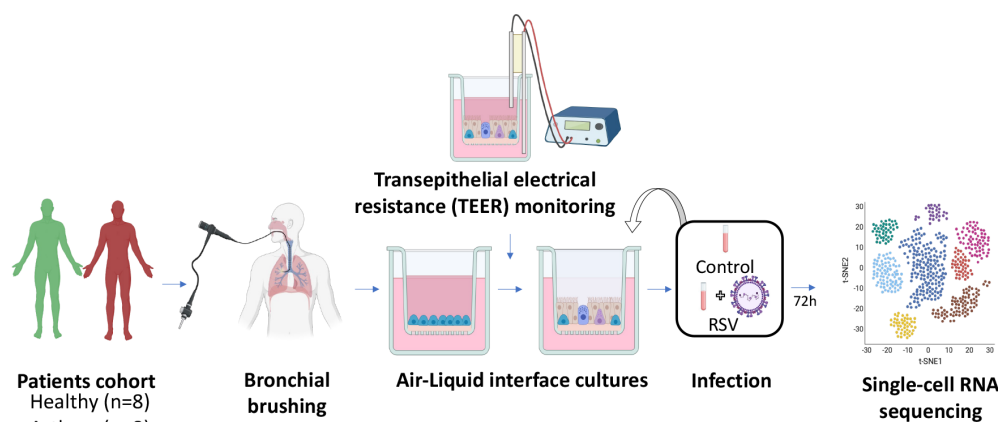 Transepithelial electrical
resistance (TEER) monitoring
Control
RSV
72h
Patients cohort
Healthy (n=8)
Bronchial
brushing
Air-Liquid interface cultures
Infection
30
20
10
0
-10
-20
-30
t-SNE2
-30 -20 -10 0 10 20 30
t-SNE1
Single-cell RNA
sequencing